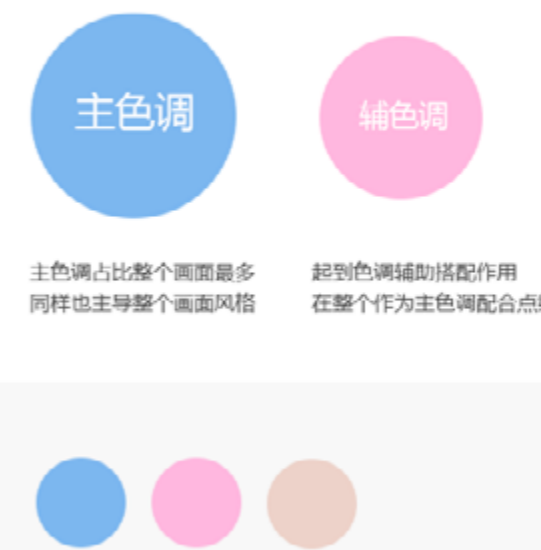 主色调
辅色调
主色调占比整个画面最多
同样也主导整个画面风格
起到色调辅助搭配作用
在整个作为主色调配合点